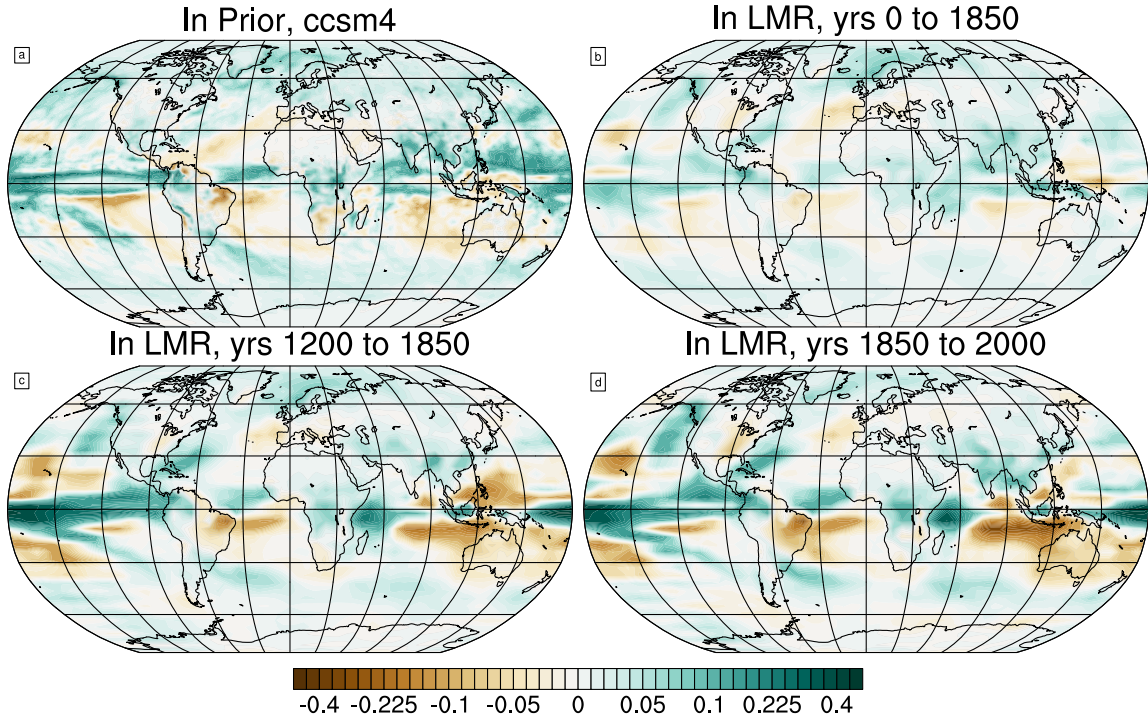 In Prior, ccsm4
In LMR, yrs 0 to 1850
a
b
In LMR, yrs 1200 to 1850
In LMR, yrs 1850 to 2000
c
d
-0.4 -0.225 -0.1 -0.05 0 0.05 0.1 0.225 0.4